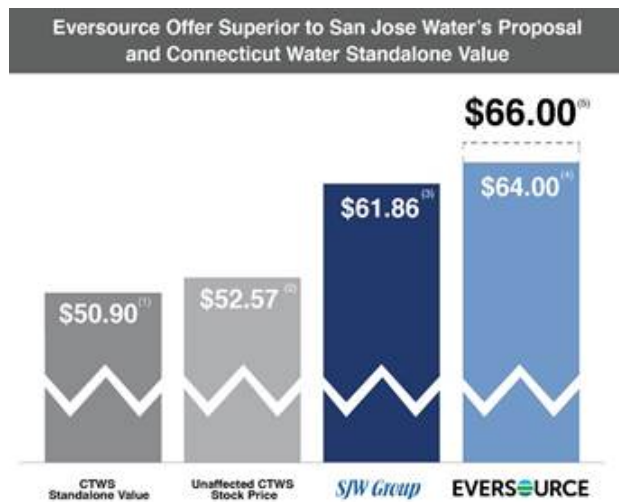 Eversource Offer Superior to San Jose Water's Proposal
and Connecticut Water Standalone Value
$66.00(5)
$50.90(1)
$52.57(2)
$61.86(3)
$64.00(4)
CTWS
Standalone Value
Unaffected CTWS
Stock Price
SJW Group
EVERSOURCE